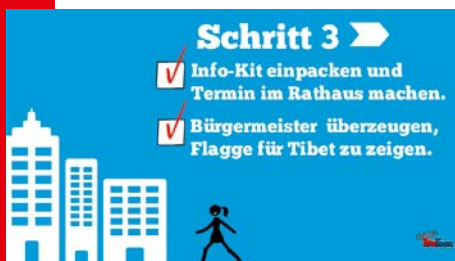 Schritt 3
Info-Kit einpacken und
Termin im Rathaus machen.
Bürgermeister überzeugen,
Flagge für Tibet zu zeigen.